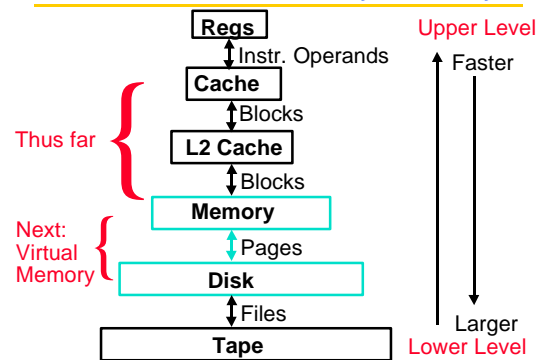 Regs
Upper Level
Instr. Operands
Faster
Cache
Blocks
Thus far
L2 Cache
Blocks
Memory
Next:
Virtual
Memory
Pages
Disk
Files
Larger
Tape
Lower Level